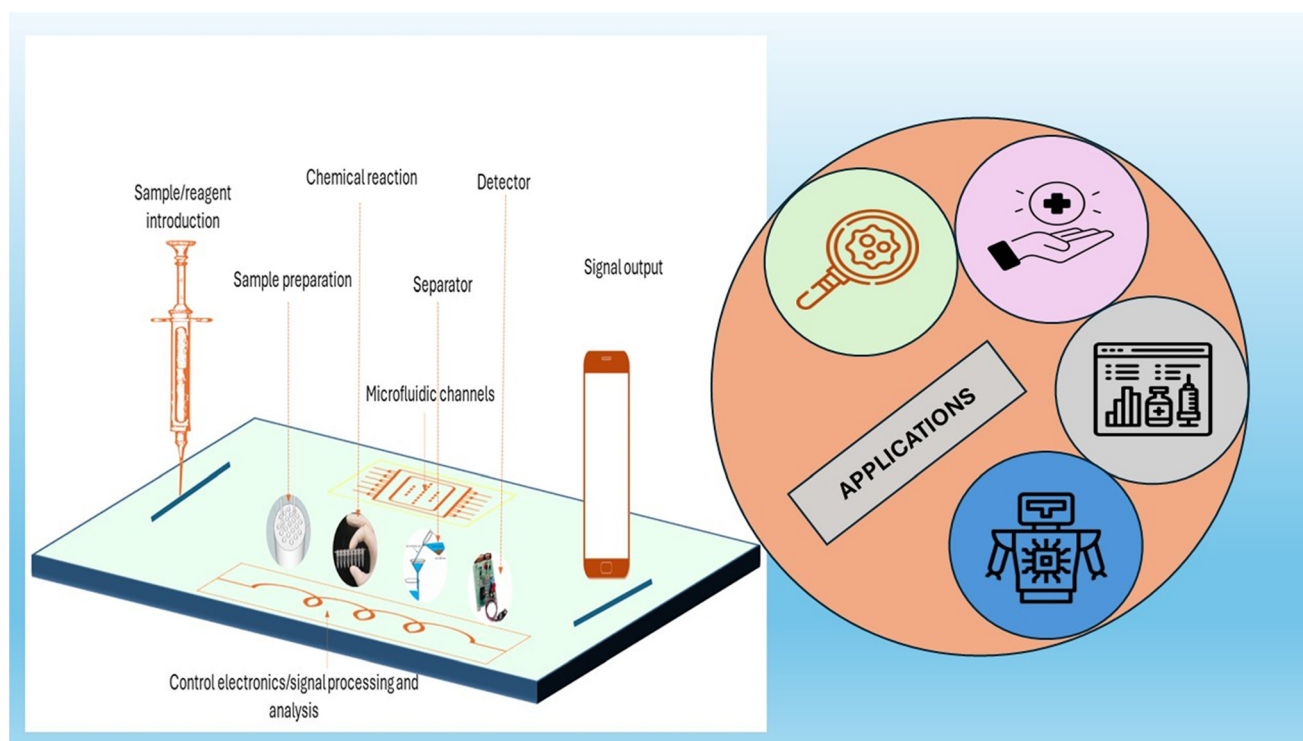 Sample/reagent
introduction
Chemical reaction
Detector
Sample preparation
Separator
Signal output
Microfluidic channels
Control electronics/signal processing and
analysis
APPLICATIONS